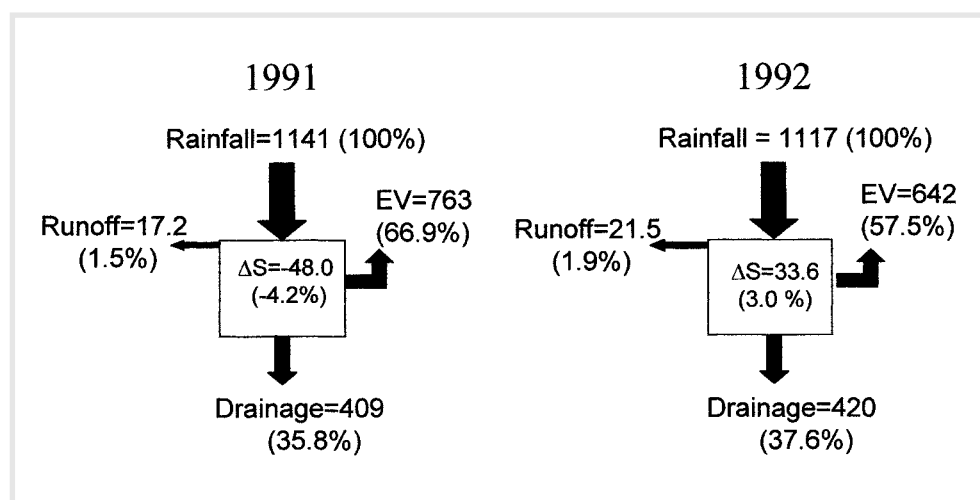 1991
Rainfall=1141 (100%)
EV=763
(66.9%)
Runoff=17.2
(1.5%)
ΔS=-48.0
(-4.2%)
Drainage=409
(35.8%)
1992
Rainfall = 1117 (100%)
EV=642
(57.5%)
Runoff=21.5
(1.9%)
ΔS=33.6
(3.0 %)
Drainage=420
(37.6%)